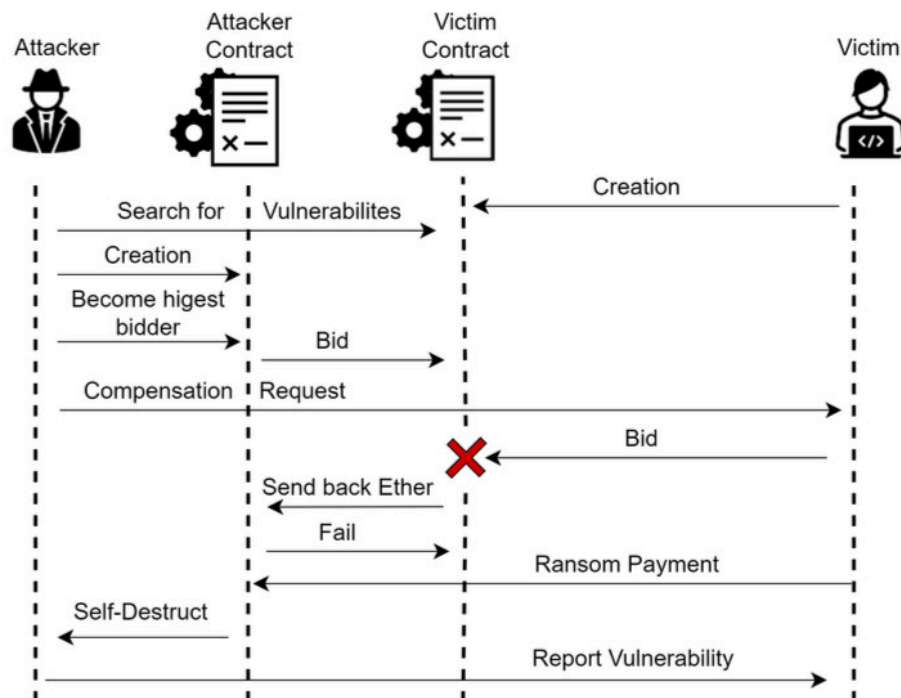 Attacker
Attacker
Contract
Victim
Contract
Victim
Creation
Search for Vulnerabilites
Creation
Become higest
bidder
Bid
Compensation Request
Bid
Send back Ether
Fail
Ransom Payment
Self-Destruct
Report Vulnerability